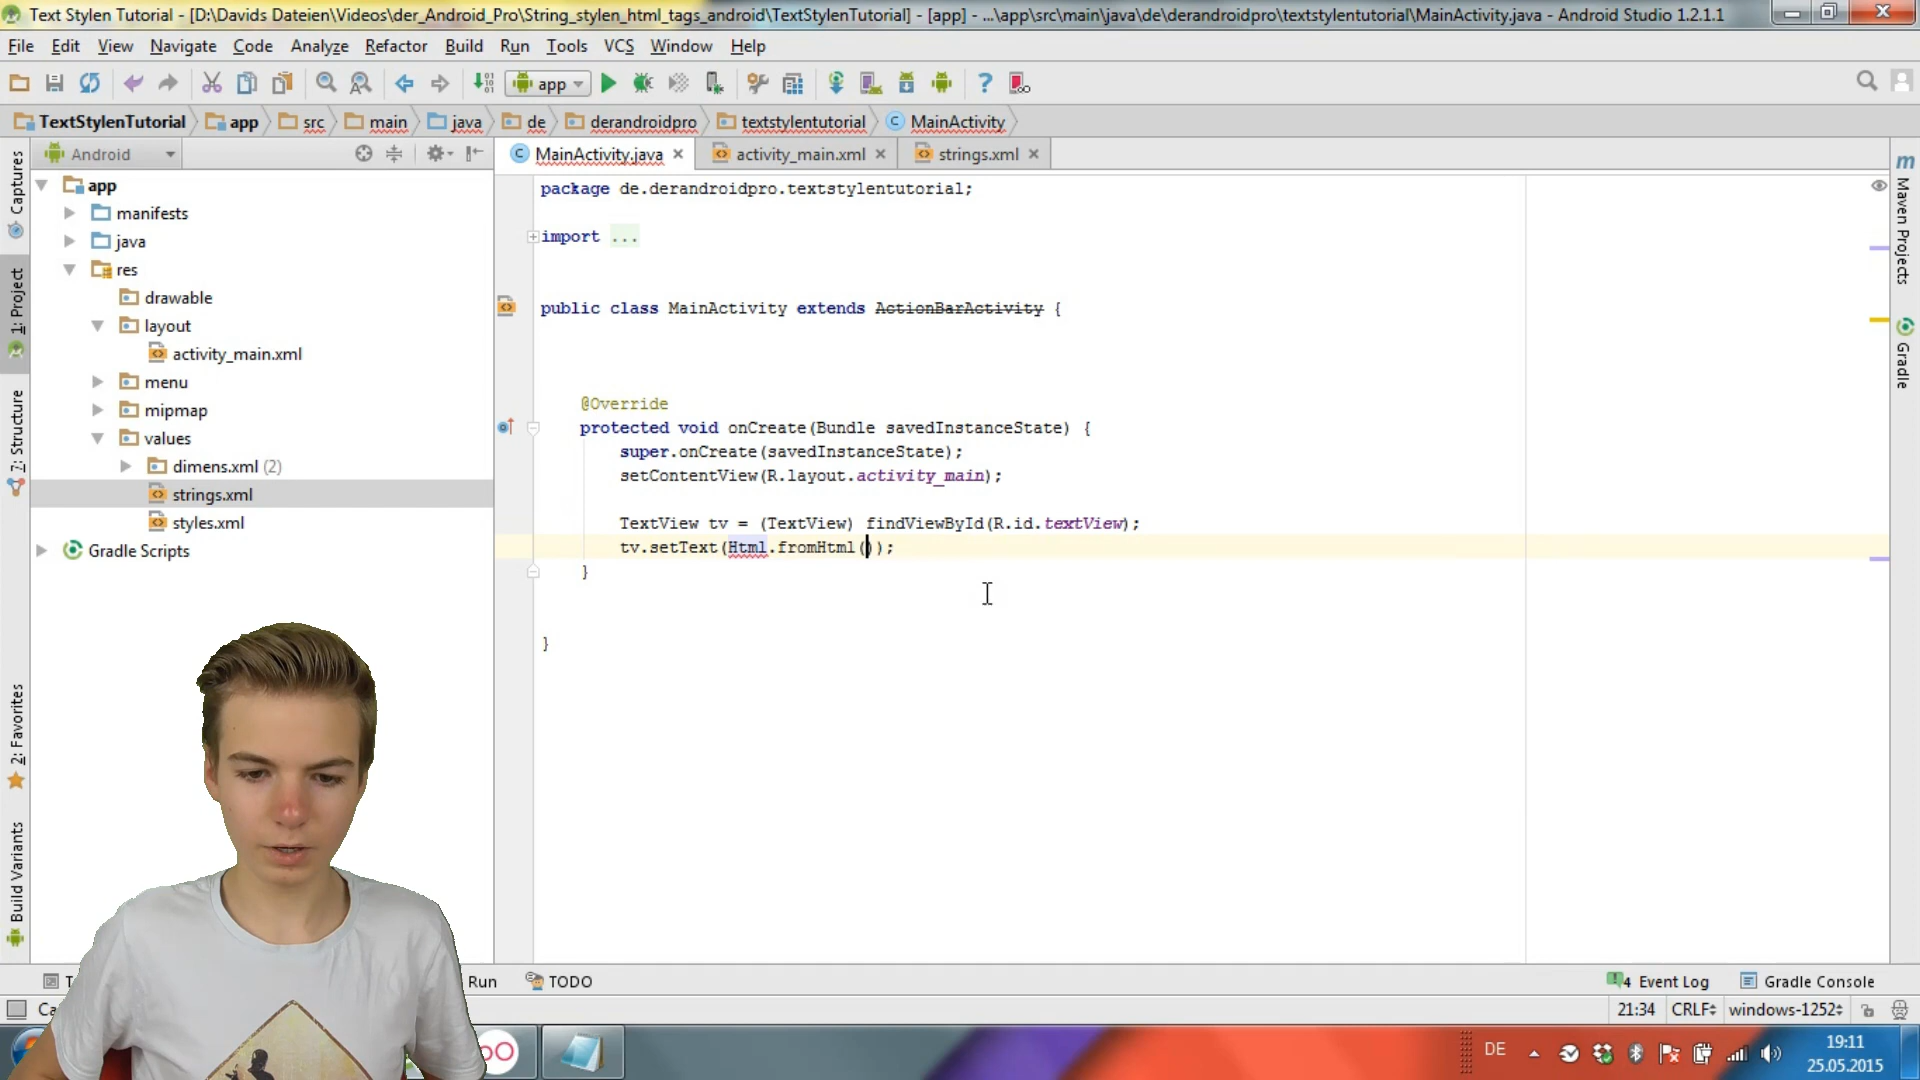 Text Stylen Tutorial - [D:\Davids Dateien\Videos\der_Android_Pro\String_stylen_html_tags_android\TextStylenTutorial] - [app] - ...\app\src\main\java\de\derandroidpro\textstylentutorial\MainActivity.java - Android Studio 1.2.1.1
File Edit View Navigate Code Analyze Refactor Build Run Tools VCS Window Help
app
TextStylenTutorial app src main java de derandroidpro textstylentutorial MainActivity
Android
MainActivity.java activity_main.xml strings.xml
Captures
1: Project
7: Structure
2: Favorites
Build Variants
app
manifests
java
res
drawable
layout
activity_main.xml
menu
mipmap
values
dimens.xml (2)
strings.xml
styles.xml
Gradle Scripts
package de.derandroidpro.textstylentutorial;
import ...
public class MainActivity extends ActionBarActivity {
@Override
protected void onCreate(Bundle savedInstanceState) {
super.onCreate(savedInstanceState);
setContentView(R.layout.activity_main);
TextView tv = (TextView) findViewById(R.id.textView);
tv.setText(Html.fromHtml());
}
}
Maven Projects
Gradle
Run TODO 4 Event Log Gradle Console
21:34 CRLF windows-1252
DE
19:11
25.05.2015